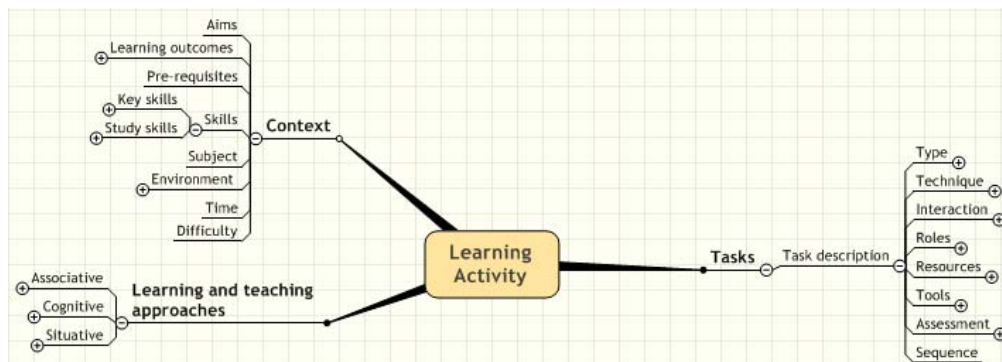 Aims
Learning outcomes
Pre-requisites
Key skills
Study skills
Skills
Context
Subject
Environment
Time
Difficulty
Learning
Activity
Associative
Cognitive
Situative
Learning and teaching
approaches
Tasks
Task description
Type
Technique
Interaction
Roles
Resources
Tools
Assessment
Sequence